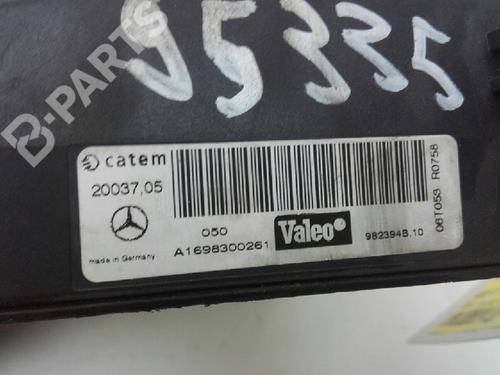 95335
B-PARTS
catem
20037,05
050
A1698300261
Valeo
982394B.10
06T053 R0758
made in Germany